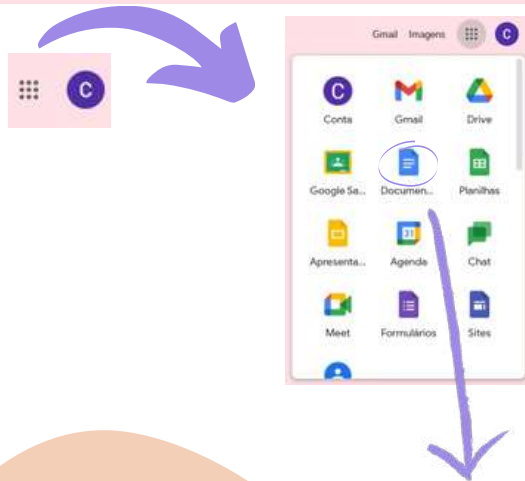 Gmail Imagens C
C
C
Conta Gmail Drive
Google Sa... Documen... Planilhas
31
Apresenta... Agenda Chat
Meet Formulários Sites